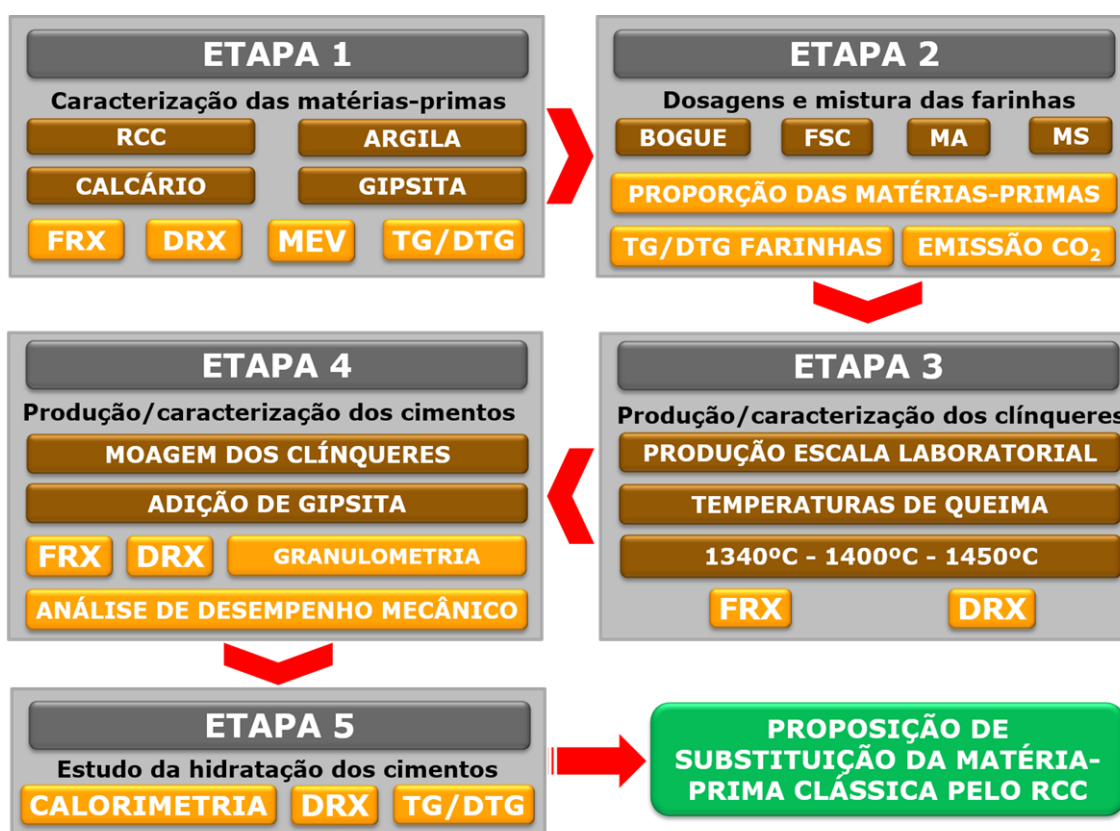 ETAPA 1
Caracterização das matérias-primas
RCC
ARGILA
CALCÁRIO
GIPSITA
FRX
DRX
MEV
TG/DTG
ETAPA 2
Dosagens e mistura das farinhas
BOGUE
FSC
MA
MS
PROPORÇÃO DAS MATÉRIAS-PRIMAS
TG/DTG FARINHAS
EMISSÃO CO₂
ETAPA 3
Produção/caracterização dos clínqueres
PRODUÇÃO ESCALA LABORATORIAL
TEMPERATURAS DE QUEIMA
1340ºC - 1400ºC - 1450ºC
FRX
DRX
ETAPA 4
Produção/caracterização dos cimentos
MOAGEM DOS CLÍNQUERES
ADIÇÃO DE GIPSITA
FRX
DRX
GRANULOMETRIA
ANÁLISE DE DESEMPENHO MECÂNICO
ETAPA 5
Estudo da hidratação dos cimentos
CALORIMETRIA
DRX
TG/DTG
PROPOSIÇÃO DE
SUBSTITUIÇÃO DA MATÉRIA-
PRIMA CLÁSSICA PELO RCC